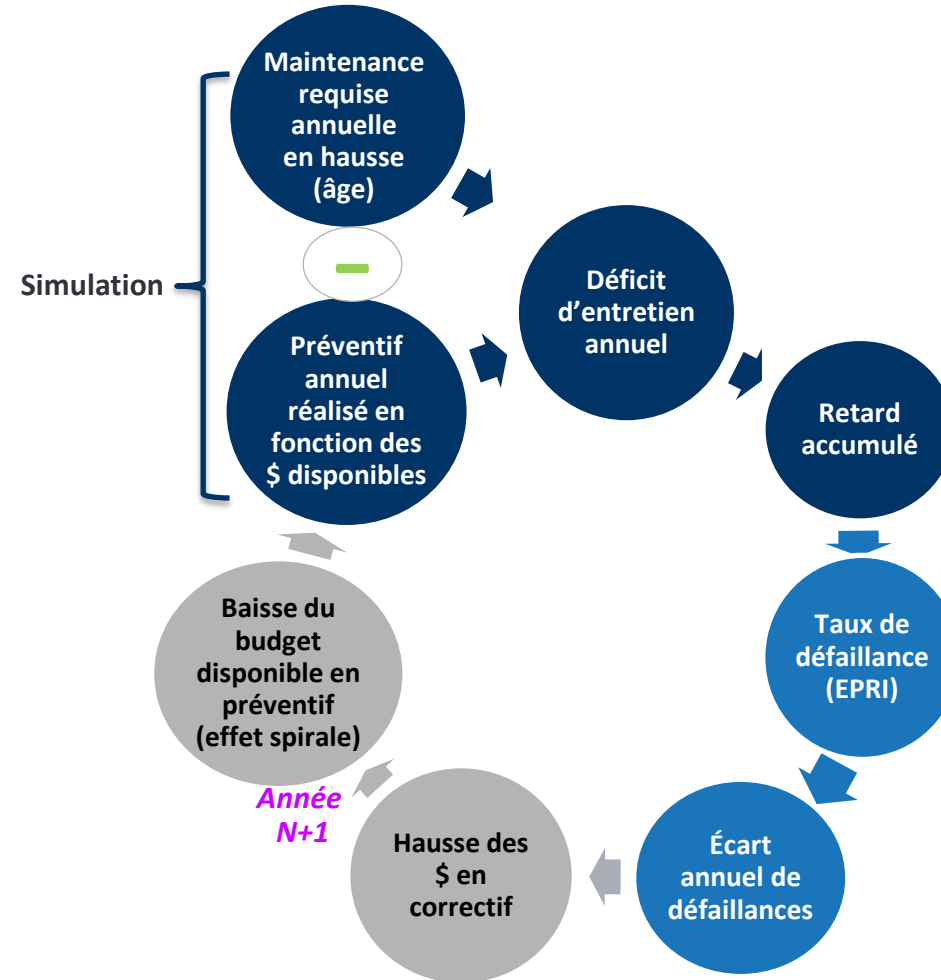 Maintenance
requise
annuelle
en hausse
(âge)
–
Simulation
Préventif
annuel
réalisé en
fonction des
$ disponibles
Déficit
d’entretien
annuel
Retard
accumulé
Taux de
défaillance
(EPRI)
Écart
annuel de
défaillances
Hausse des
$ en
correctif
Année
N+1
Baisse du
budget
disponible en
préventif
(effet spirale)